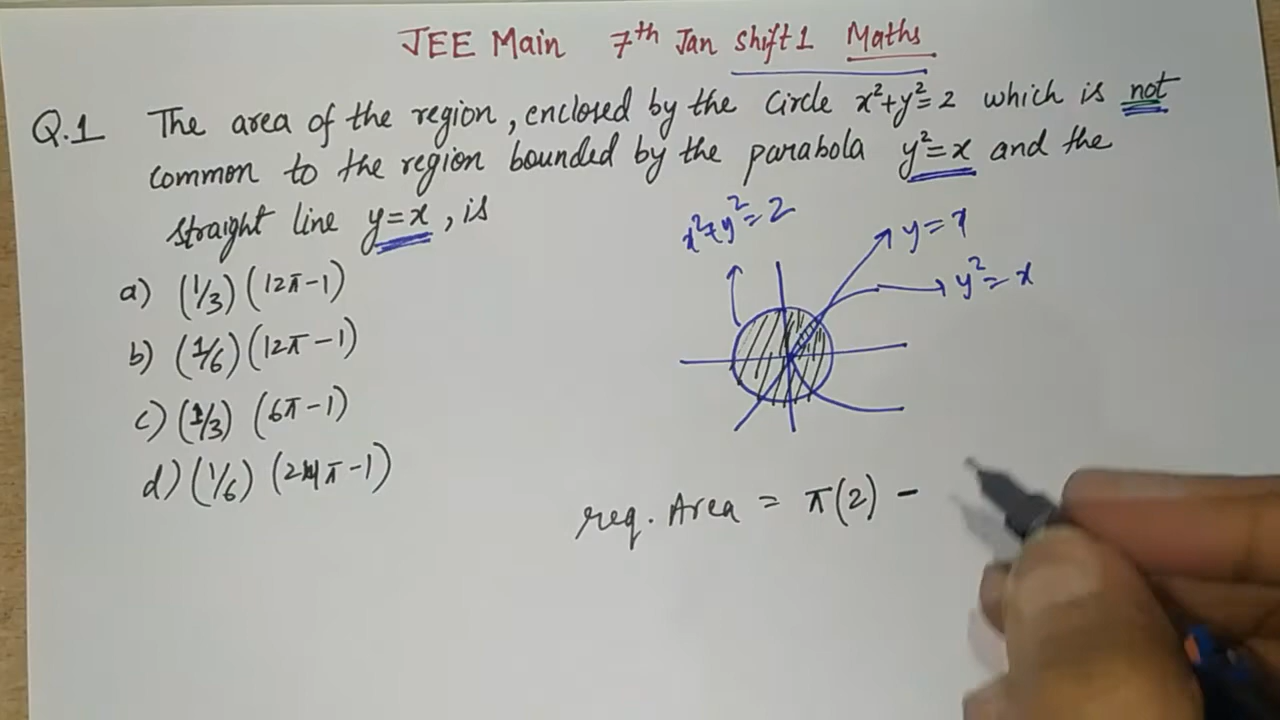 JEE Main 7th Jan shift 1 Maths
Q.1 The area of the region, enclosed by the circle x²+y²=2 which is not
common to the region bounded by the parabola y²=x and the
straight line y=x, is
x²+y²=2
y=x
y²=x
a) (1/3) (12π-1)
b) (1/6) (12π-1)
c) (1/3) (6π-1)
d) (1/6) (24π-1)
req. Area = π(2) -